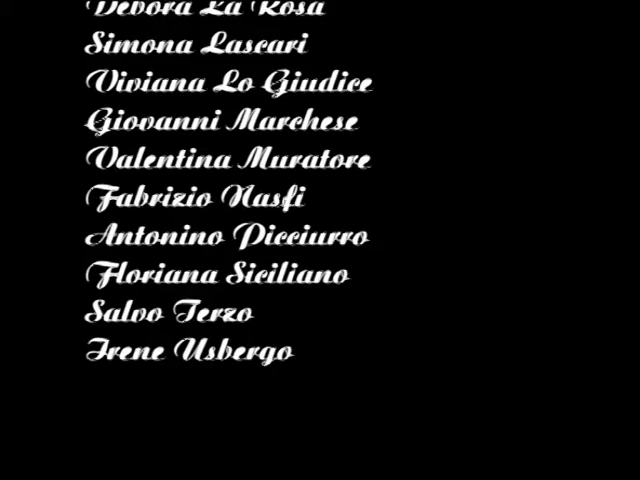 Debora La Rosa
Simona Lascari
Viviana Lo Giudice
Giovanni Marchese
Valentina Muratore
Fabrizio Nasfi
Antonino Picciurro
Floriana Siciliano
Salvo Terzo
Irene Usbergo